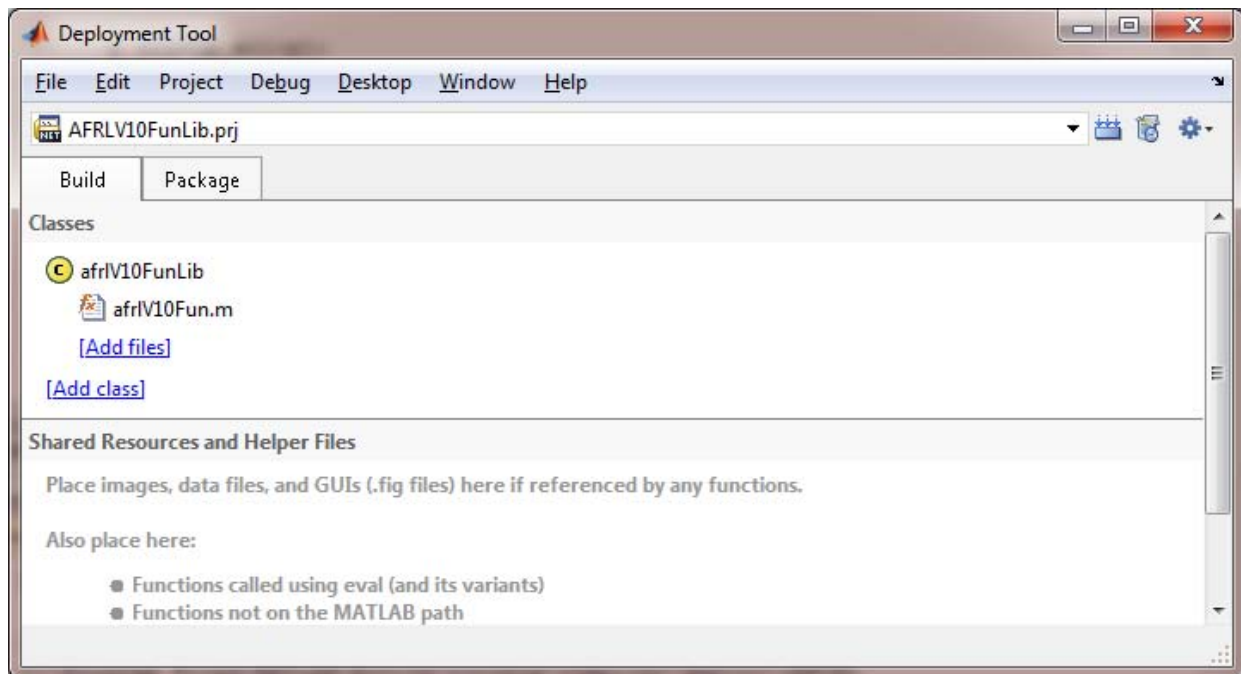 Deployment Tool
File Edit Project Debug Desktop Window Help
AFRLV10FunLib.prj
Build Package
Classes
afrlV10FunLib
afrlV10Fun.m
[Add files]
[Add class]
Shared Resources and Helper Files
Place images, data files, and GUIs (.fig files) here if referenced by any functions.
Also place here:
Functions called using eval (and its variants)
Functions not on the MATLAB path